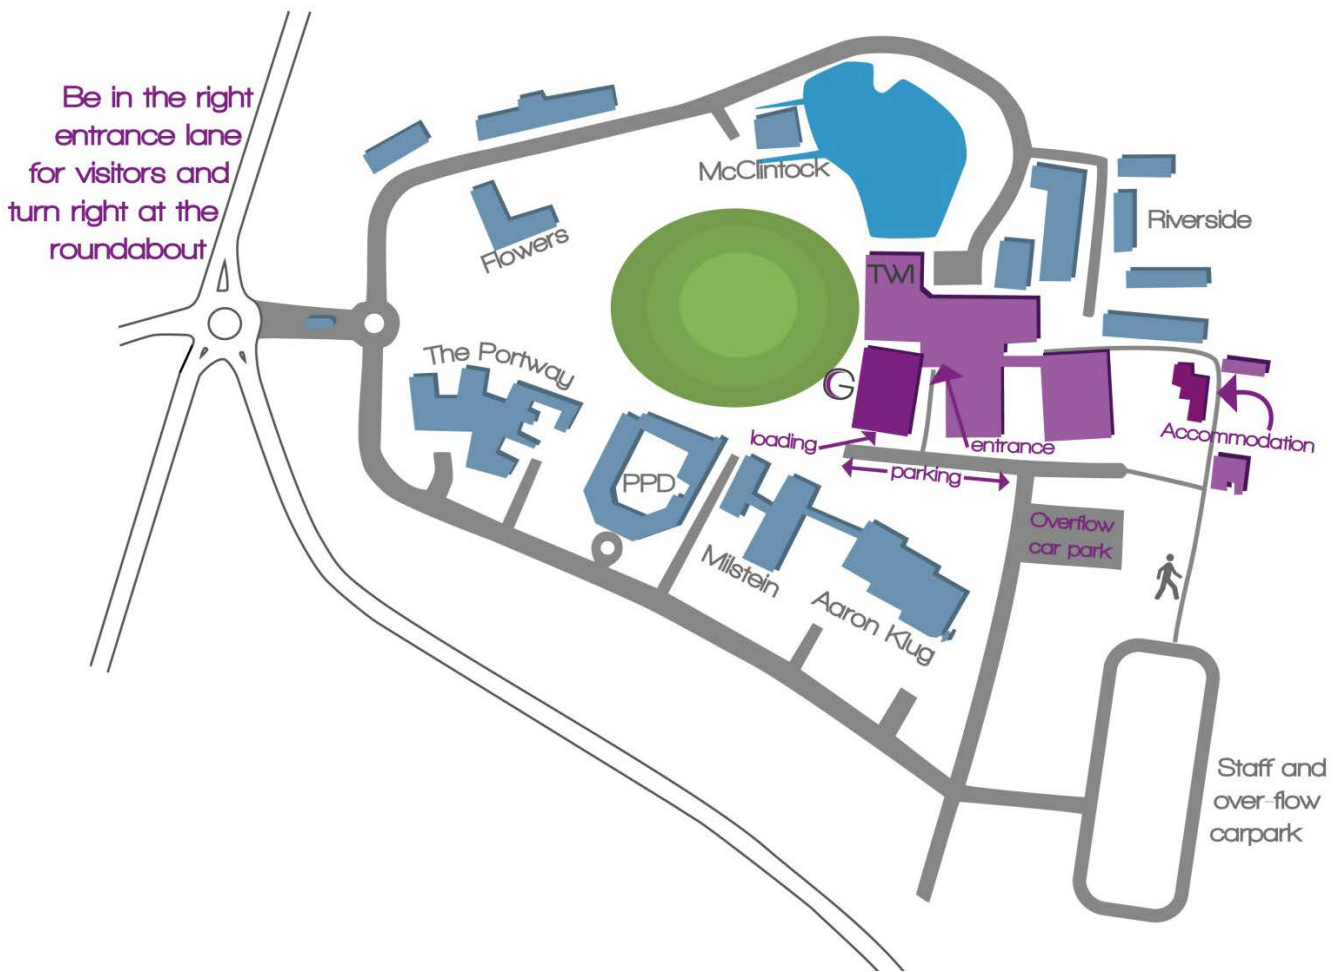 Be in the right
entrance lane
for visitors and
turn right at the
roundabout
McClintock
Flowers
Riverside
TWI
The Portway
G
loading
entrance
parking
Accommodation
PPD
Milstein
Aaron Klug
Overflow
car park
Staff and
over-flow
carpark